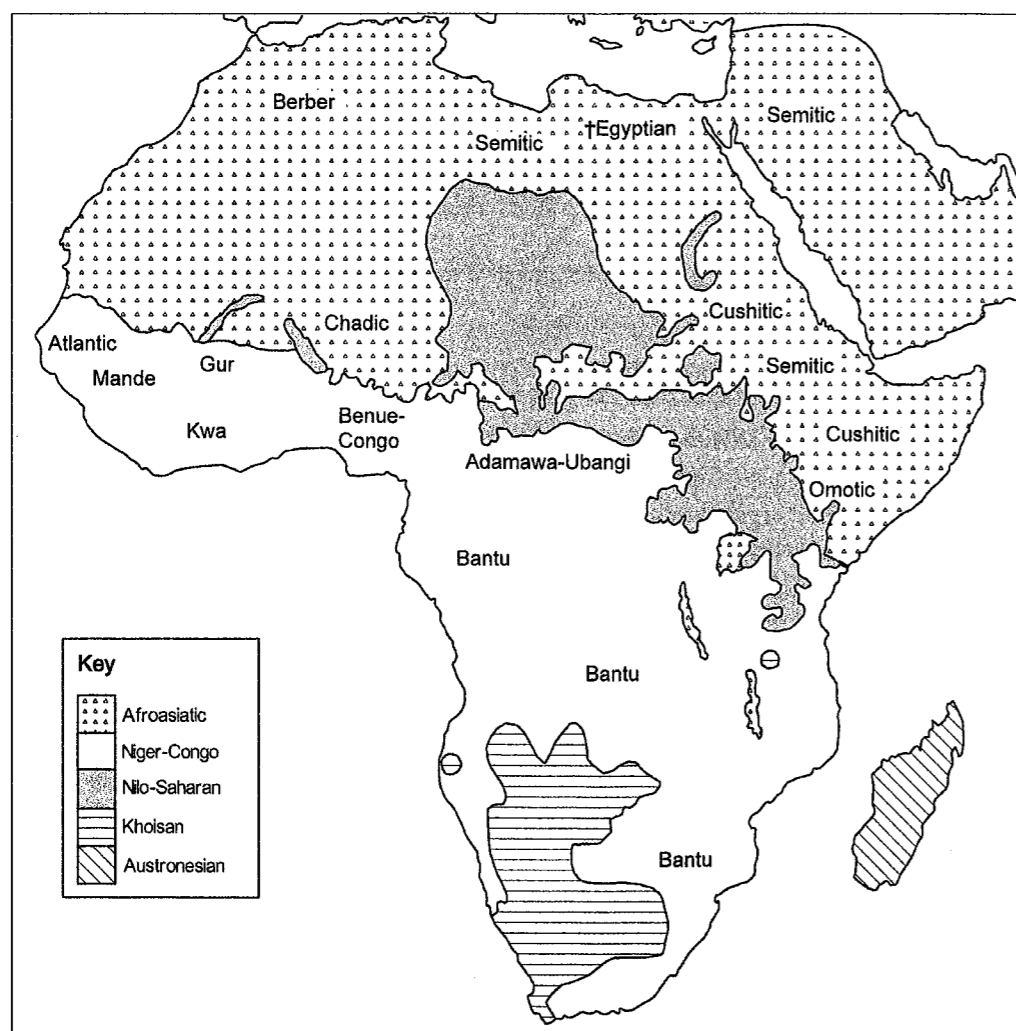 Berber
Semitic
†Egyptian
Semitic
Chadic
Cushitic
Atlantic
Mande
Gur
Semitic
Kwa
Benue-
Congo
Adamawa-Ubangi
Cushitic
Omotic
Bantu
Bantu
Bantu
Key
Afroasiatic
Niger-Congo
Nilo-Saharan
Khoisan
Austronesian